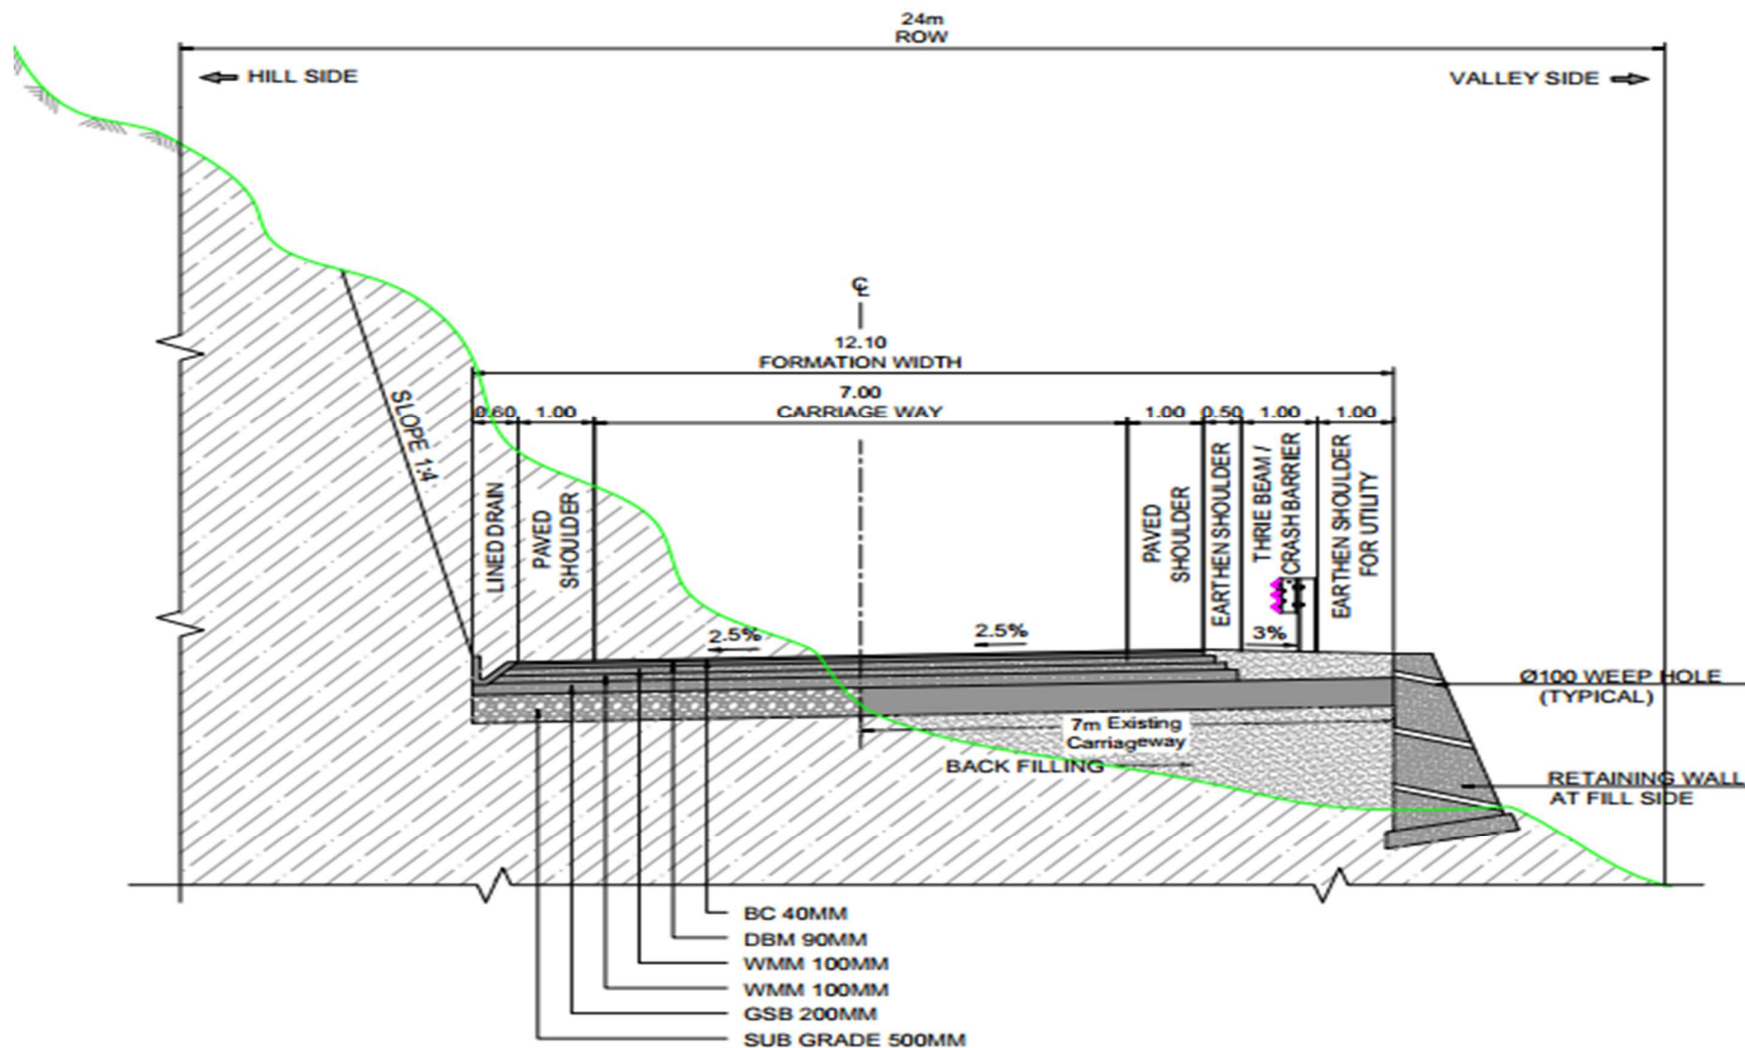 24m
ROW
HILL SIDE
VALLEY SIDE
℄
12.10
FORMATION WIDTH
7.00
CARRIAGE WAY
0.60
1.00
1.00
0.50
1.00
1.00
SLOPE 1:4
LINED DRAIN
PAVED
SHOULDER
PAVED
SHOULDER
EARTHEN SHOULDER
THRIE BEAM /
CRASH BARRIER
EARTHEN SHOULDER
FOR UTILITY
2.5%
2.5%
3%
Ø100 WEEP HOLE
(TYPICAL)
7m Existing
Carriageway
BACK FILLING
RETAINING WALL
AT FILL SIDE
BC 40MM
DBM 90MM
WMM 100MM
WMM 100MM
GSB 200MM
SUB GRADE 500MM